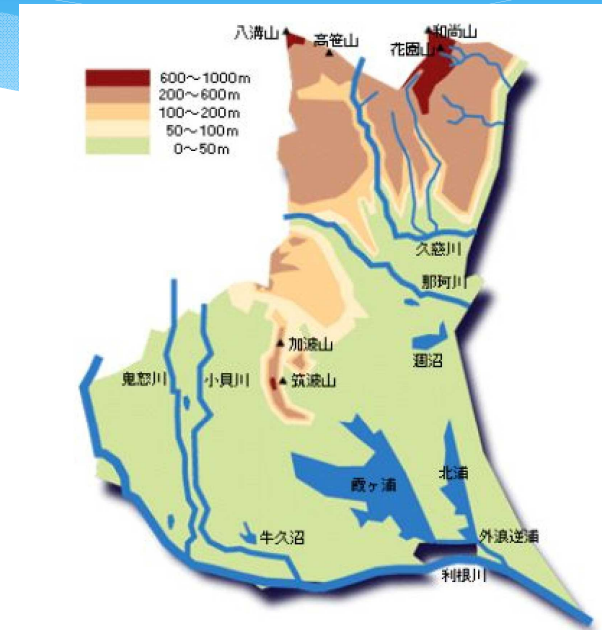 八溝山
高笹山
和尚山
花園山
600～1000m
200～600m
100～200m
50～100m
0～50m
久慈川
那珂川
加波山
涸沼
鬼怒川
小貝川
筑波山
霞ヶ浦
北浦
牛久沼
外浪逆浦
利根川